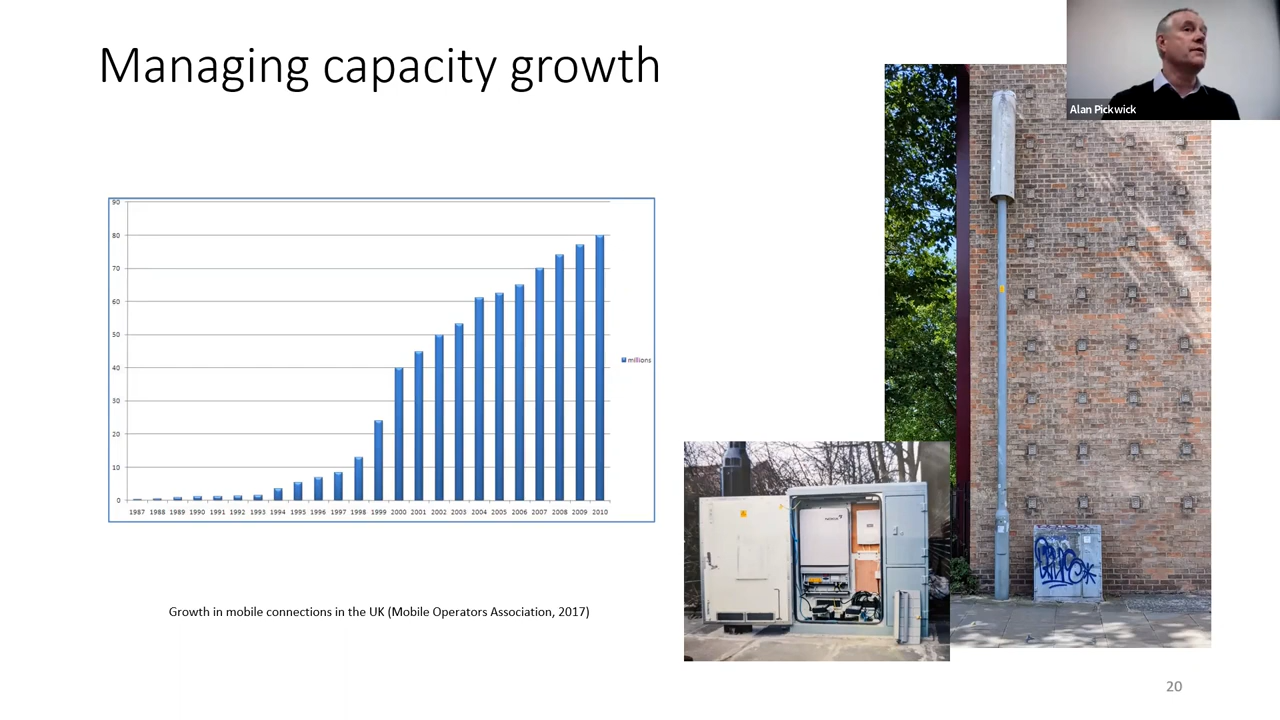 Managing capacity growth
Alan Pickwick
90
80
70
60
50
40
30
20
10
0
1987 1988 1989 1990 1991 1992 1993 1994 1995 1996 1997 1998 1999 2000 2001 2002 2003 2004 2005 2006 2007 2008 2009 2010
millions
Growth in mobile connections in the UK (Mobile Operators Association, 2017)
20